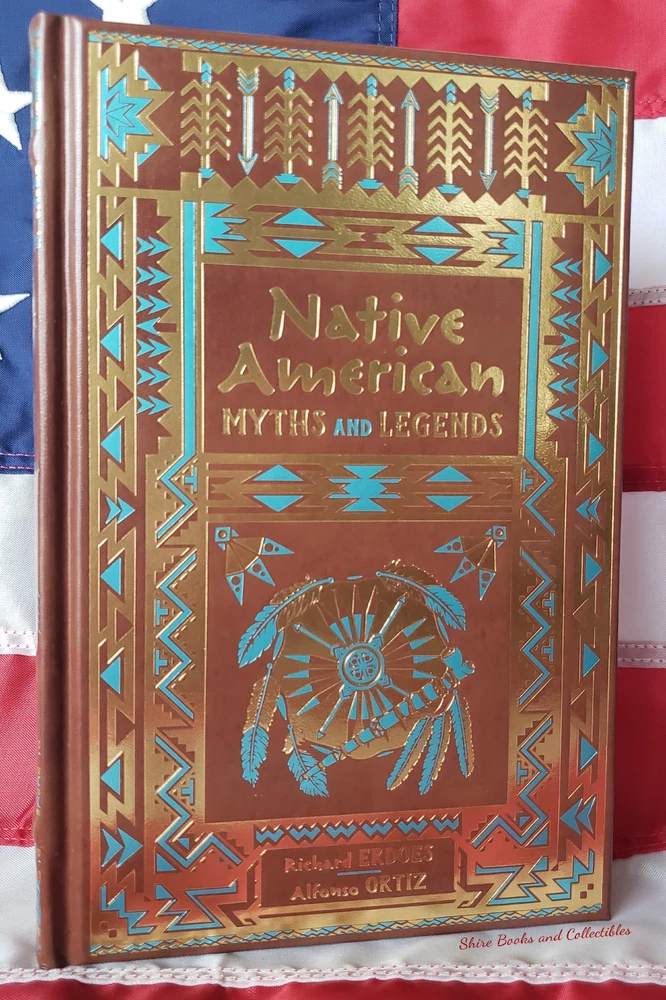 Native
American
MYTHS AND LEGENDS
Richard ERDOES
Alfonso ORTIZ
Shire Books and Collectibles